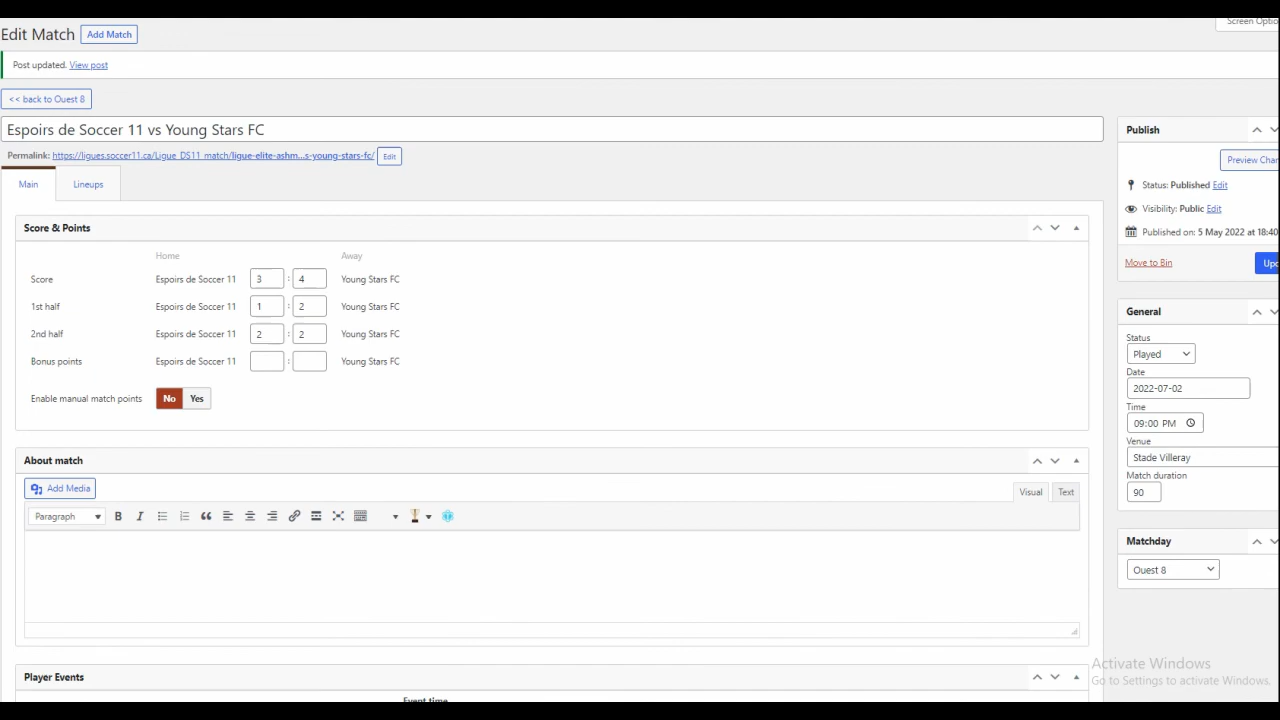 Screen Optio
Edit Match Add Match
Post updated. View post
<< back to Ouest 8
Espoirs de Soccer 11 vs Young Stars FC
Permalink: https://ligues.soccer11.ca/Ligue_DS11_match/ligue-elite-ashm...s-young-stars-fc/ Edit
Main Lineups
Score & Points
Home Away
Score Espoirs de Soccer 11 3 : 4 Young Stars FC
1st half Espoirs de Soccer 11 1 : 2 Young Stars FC
2nd half Espoirs de Soccer 11 2 : 2 Young Stars FC
Bonus points Espoirs de Soccer 11 : Young Stars FC
Enable manual match points No Yes
About match
Add Media
Visual Text
Paragraph B I
Player Events
Event time
Publish
Preview Chan
Status: Published Edit
Visibility: Public Edit
Published on: 5 May 2022 at 18:40
Move to Bin Upd
General
Status
Played
Date
2022-07-02
Time
09:00 PM
Venue
Stade Villeray
Match duration
90
Matchday
Ouest 8
Activate Windows
Go to Settings to activate Windows.